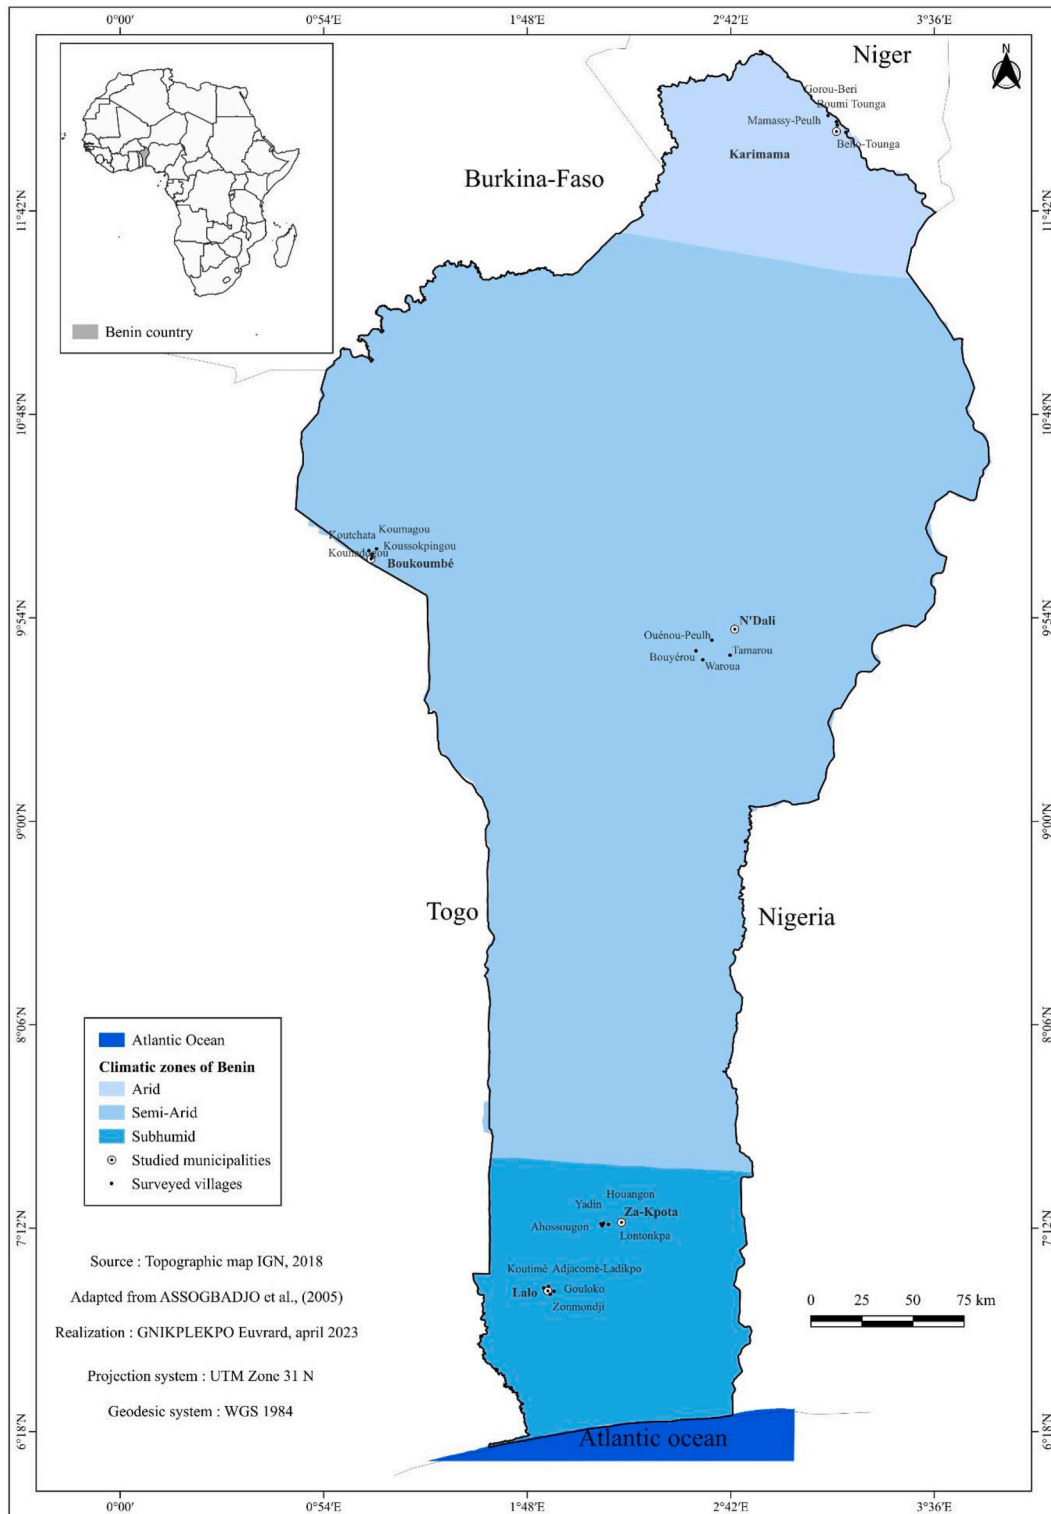 0°00' 0°54'E 1°48'E 2°42'E 3°36'E
N
Niger
Gorou-Beri
Boumi Tounga
Mamassy-Peulh
Bello-Tounga
Karimama
Burkina-Faso
11°42'N 11°42'N
Benin country
10°48'N 10°48'N
Koumagou
Koutchata
Koussokpingou
Boukoumbé
9°54'N 9°54'N
N'Dali
Ouénou-Peulh
Tamarou
Bouyérou
Waroua
9°00'N 9°00'N
Togo
Nigeria
8°06'N 8°06'N
Atlantic Ocean
Climatic zones of Benin
Arid
Semi-Arid
Subhumid
Studied municipalities
Surveyed villages
Houangon
Yadin
Za-Kpota
Ahossougon
Lontonkpa
7°12'N 7°12'N
Koutimè Adjacomè-Ladikpo
Lalo
Gouloko
Zonmondji
Source : Topographic map IGN, 2018
Adapted from ASSOGBADJO et al., (2005)
Realization : GNIKPLEKPO Euvrard, april 2023
Projection system : UTM Zone 31 N
Geodesic system : WGS 1984
0 25 50 75 km
6°18'N 6°18'N
Atlantic ocean
0°00' 0°54'E 1°48'E 2°42'E 3°36'E